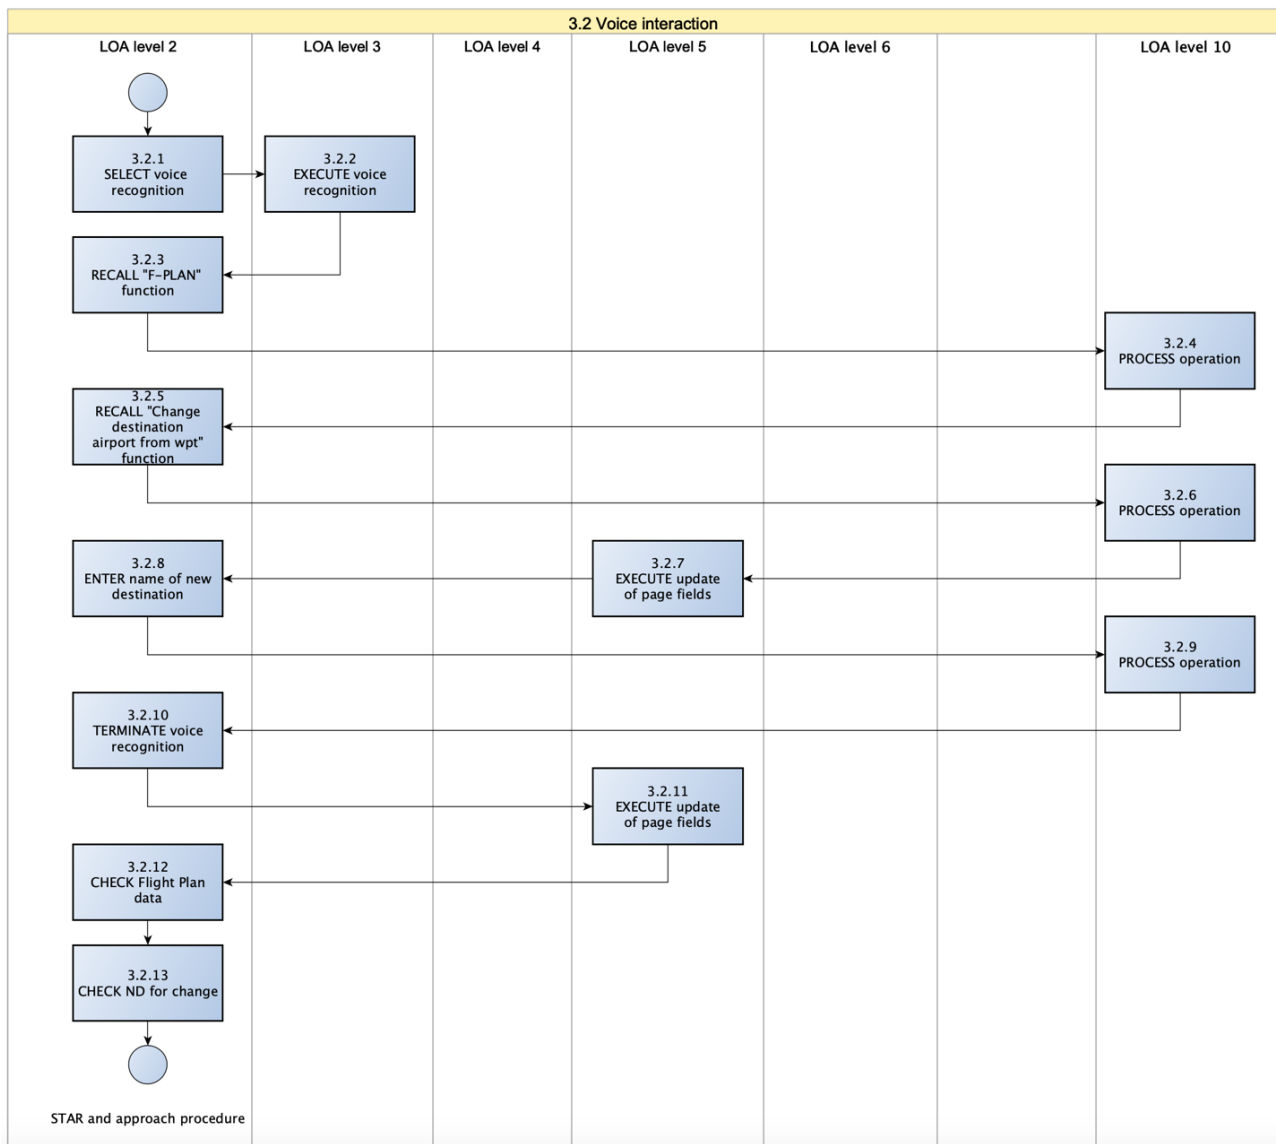 3.2 Voice interaction
LOA level 2
LOA level 3
LOA level 4
LOA level 5
LOA level 6
LOA level 10
3.2.1
SELECT voice
recognition
3.2.2
EXECUTE voice
recognition
3.2.3
RECALL "F-PLAN"
function
3.2.4
PROCESS operation
3.2.5
RECALL "Change
destination
airport from wpt"
function
3.2.6
PROCESS operation
3.2.8
ENTER name of new
destination
3.2.7
EXECUTE update
of page fields
3.2.9
PROCESS operation
3.2.10
TERMINATE voice
recognition
3.2.11
EXECUTE update
of page fields
3.2.12
CHECK Flight Plan
data
3.2.13
CHECK ND for change
STAR and approach procedure